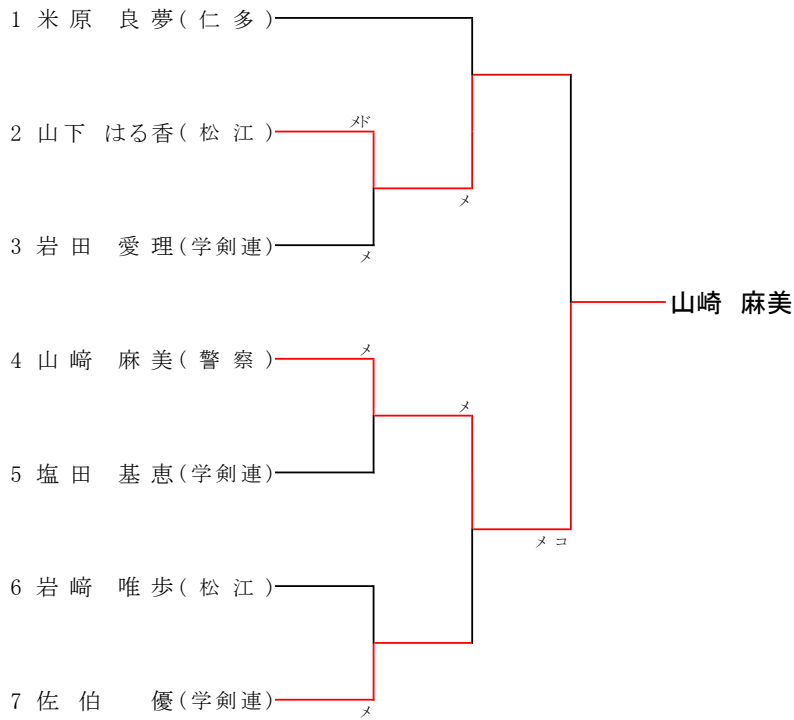 1 米原 良夢(仁多)
メド
2 山下 はる香(松江)
メ
3 岩田 愛理(学剣連)
メ
山崎 麻美
4 山﨑 麻美(警察)
メ
メ
5 塩田 基恵(学剣連)
メコ
6 岩﨑 唯歩(松江)
7 佐伯 優(学剣連)
メ